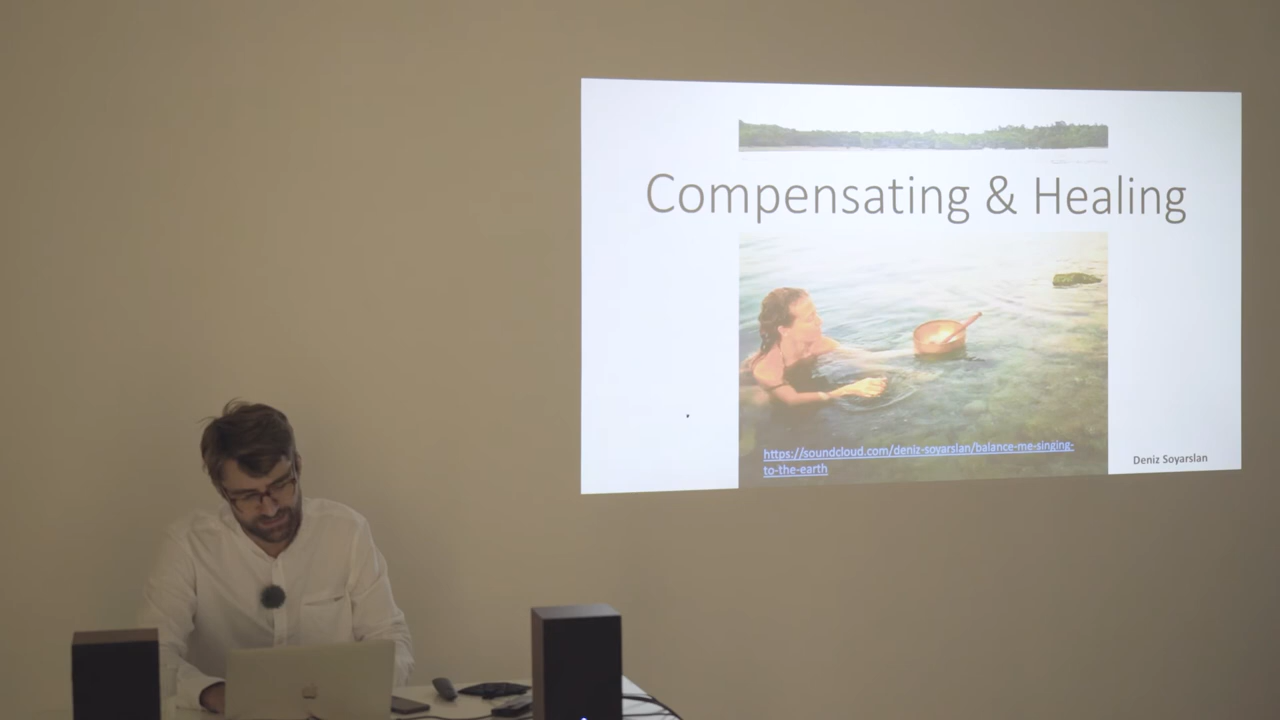 Compensating & Healing
https://soundcloud.com/deniz-soyarslan/balance-me-singing-
to-the-earth
Deniz Soyarslan